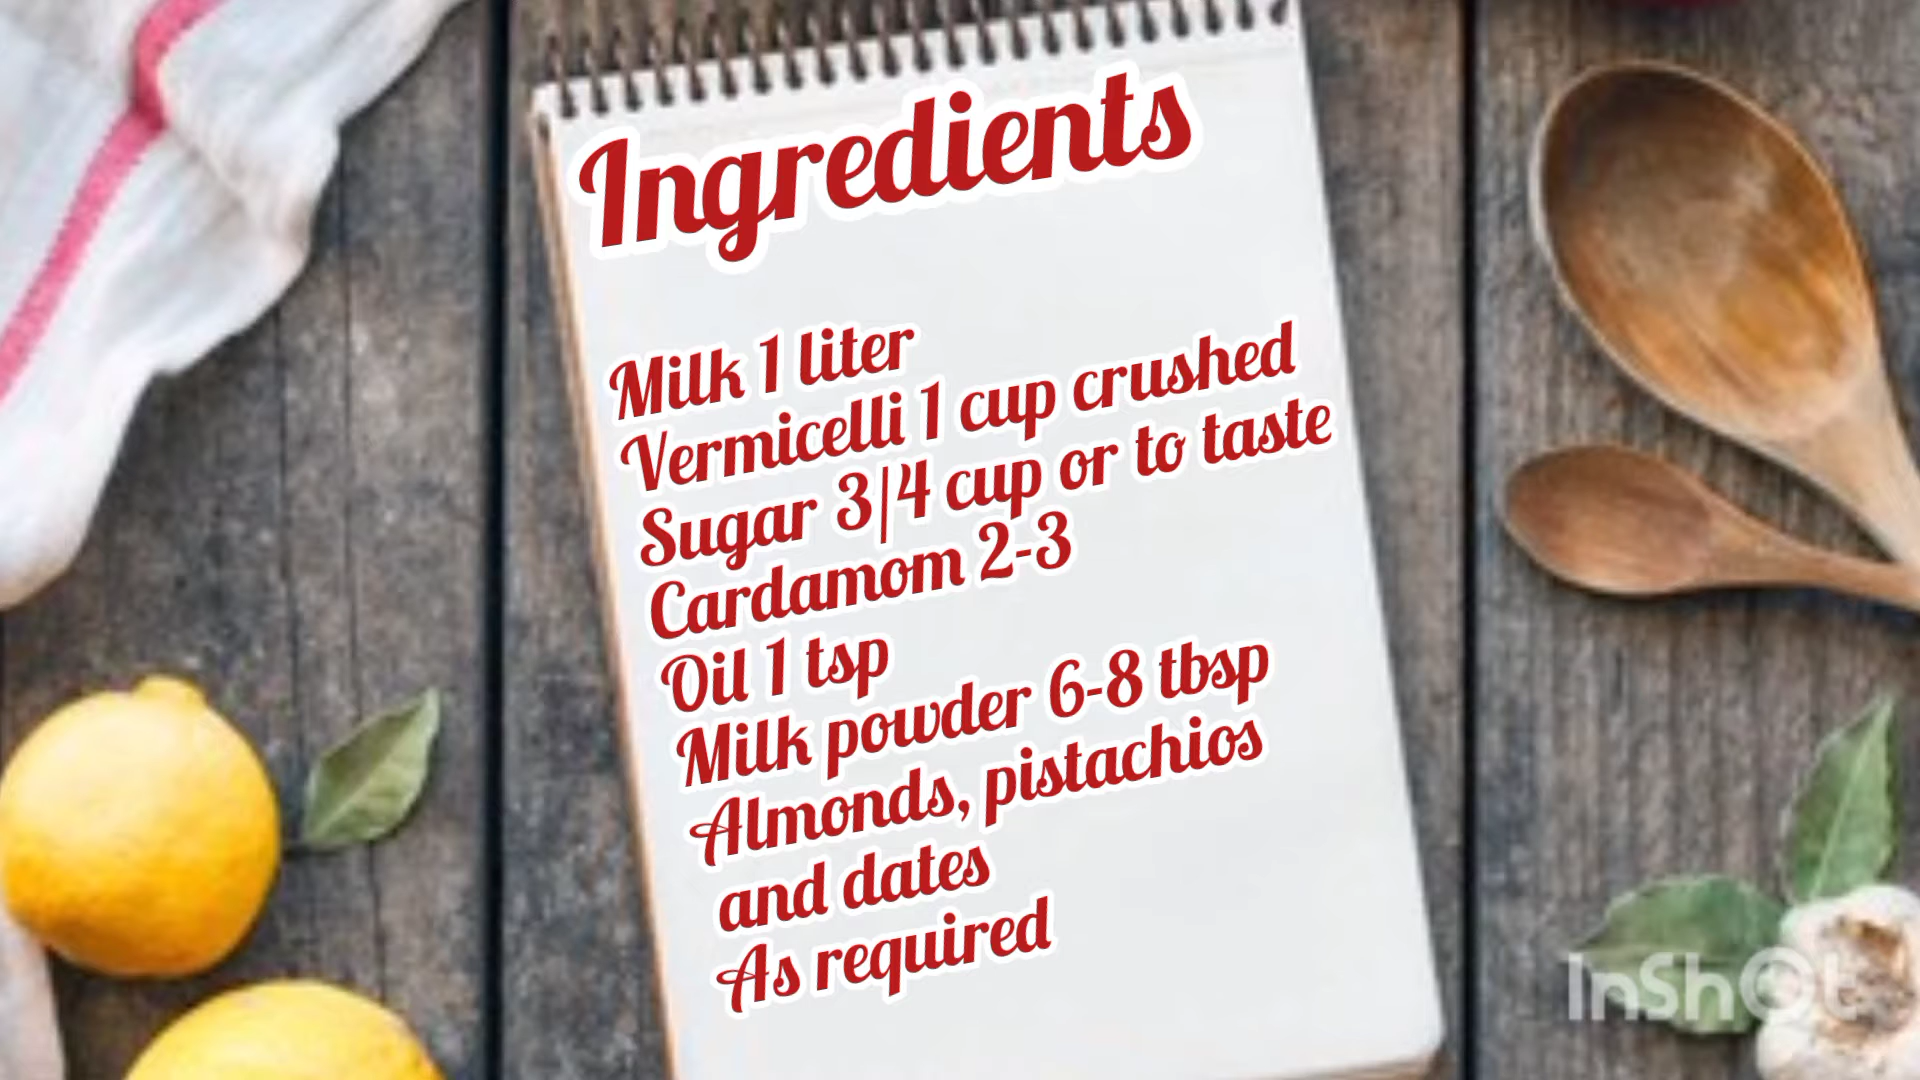 Ingredients
Milk 1 liter
Vermicelli 1 cup crushed
Sugar 3|4 cup or to taste
Cardamom 2-3
Oil 1 tsp
Milk powder 6-8 tbsp
Almonds, pistachios
and dates
As required
InShOt